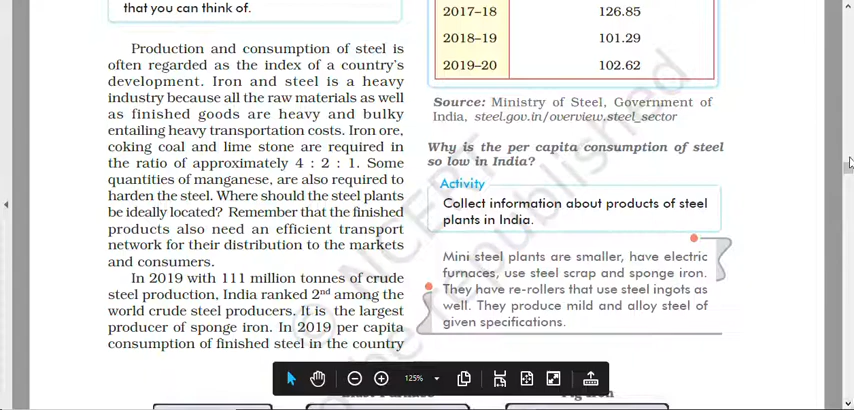 that you can think of.
Production and consumption of steel is
often regarded as the index of a country's
development. Iron and steel is a heavy
industry because all the raw materials as well
as finished goods are heavy and bulky
entailing heavy transportation costs. Iron ore,
coking coal and lime stone are required in
the ratio of approximately 4 : 2 : 1. Some
quantities of manganese, are also required to
harden the steel. Where should the steel plants
be ideally located? Remember that the finished
products also need an efficient transport
network for their distribution to the markets
and consumers.
In 2019 with 111 million tonnes of crude
steel production, India ranked 2nd among the
world crude steel producers. It is the largest
producer of sponge iron. In 2019 per capita
consumption of finished steel in the country
2017–18 126.85
2018–19 101.29
2019–20 102.62
Source: Ministry of Steel, Government of
India, steel.gov.in/overview.steel_sector
Why is the per capita consumption of steel
so low in India?
Activity
Collect information about products of steel
plants in India.
Mini steel plants are smaller, have electric
furnaces, use steel scrap and sponge iron.
They have re-rollers that use steel ingots as
well. They produce mild and alloy steel of
given specifications.
© NCERT
be republished
125%